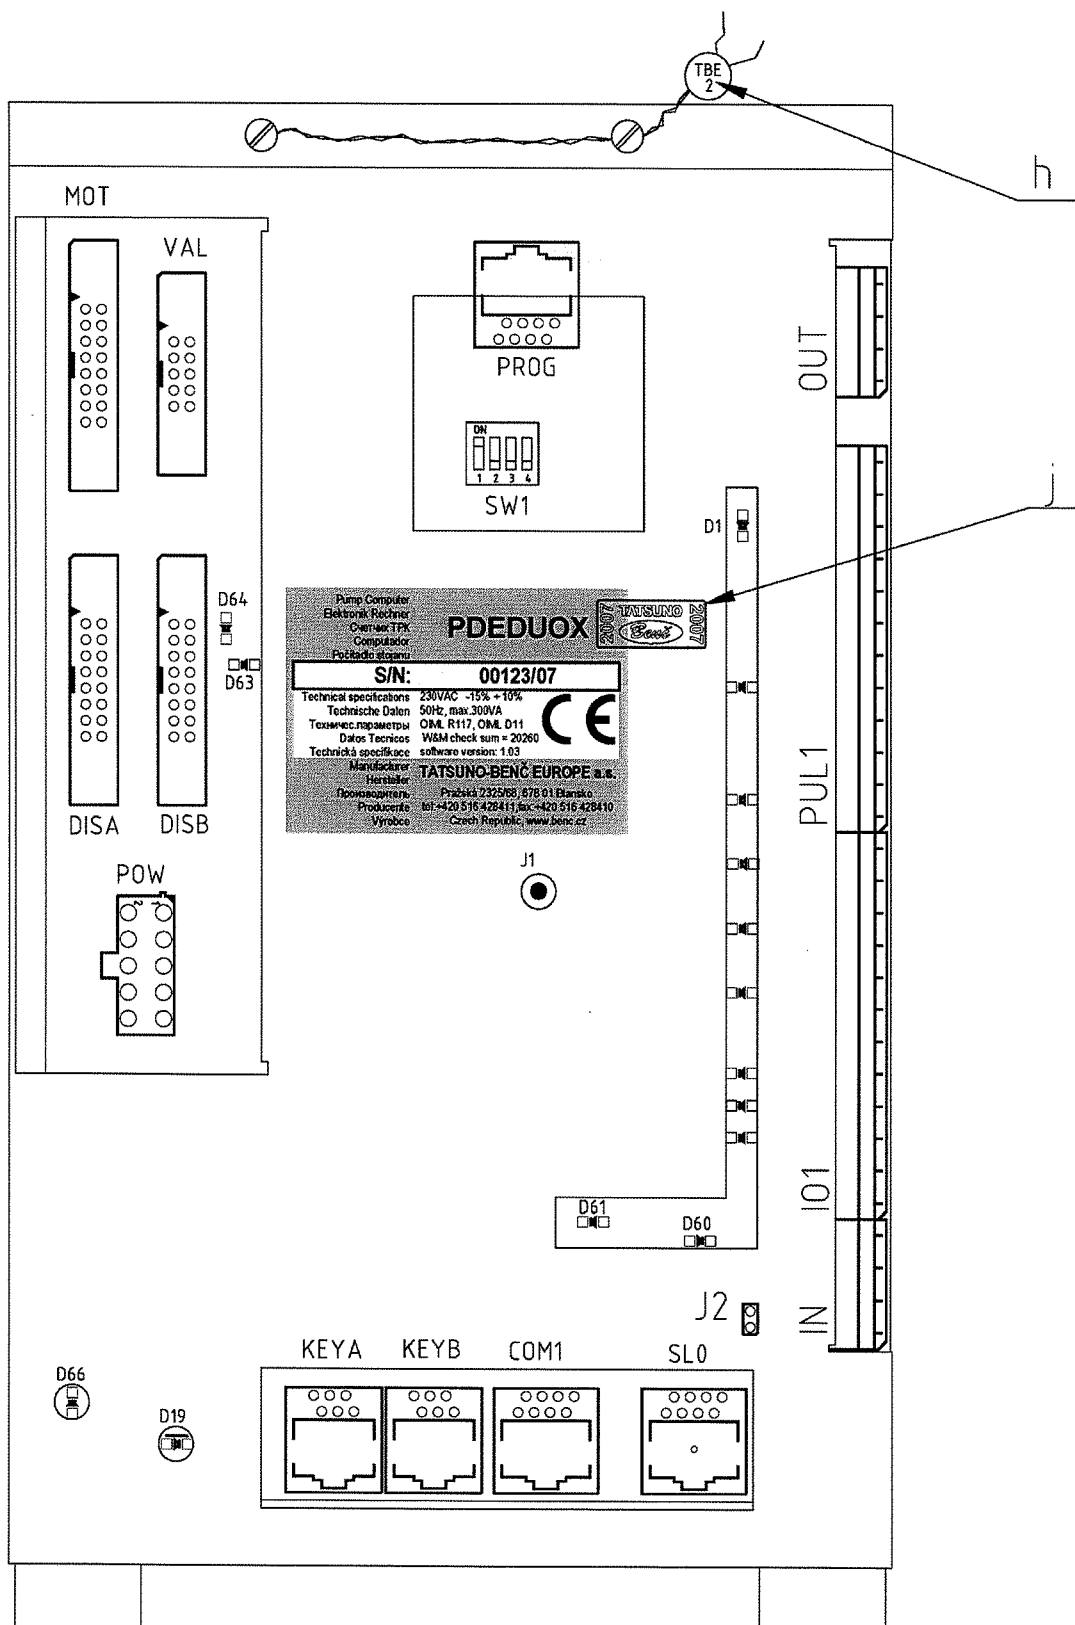 TBE
2
h
MOT
VAL
PROG
OUT
ON
1 2 3 4
SW1
j
D1
D64
D63
Pump Computer
Elektronik Rechner
Счетчик ТРК
Computador
Počítadlo stojanu
PDEDUOX
2007 TATSUNO 2007
Benč
S/N: 00123/07
Technical specifications 230VAC -15% +10%
Technische Daten 50Hz, max.300VA
Техничес.параметры OIML R117, OIML D11
Datos Tecnicos W&M check sum = 20260
Technická specifikace software version: 1.03
CE
Manufacturer
Hersteller
TATSUNO-BENČ EUROPE a.s.
Производитель Pražská 2325/68, 678 01 Blansko
Producente tel:+420 516 428411,fax:+420 516 428410
Výrobce Czech Republic, www.benc.cz
DISA
DISB
PUL1
POW
2 1
J1
IO1
D61
D60
J2
IN
KEYA
KEYB
COM1
SL0
D66
D19